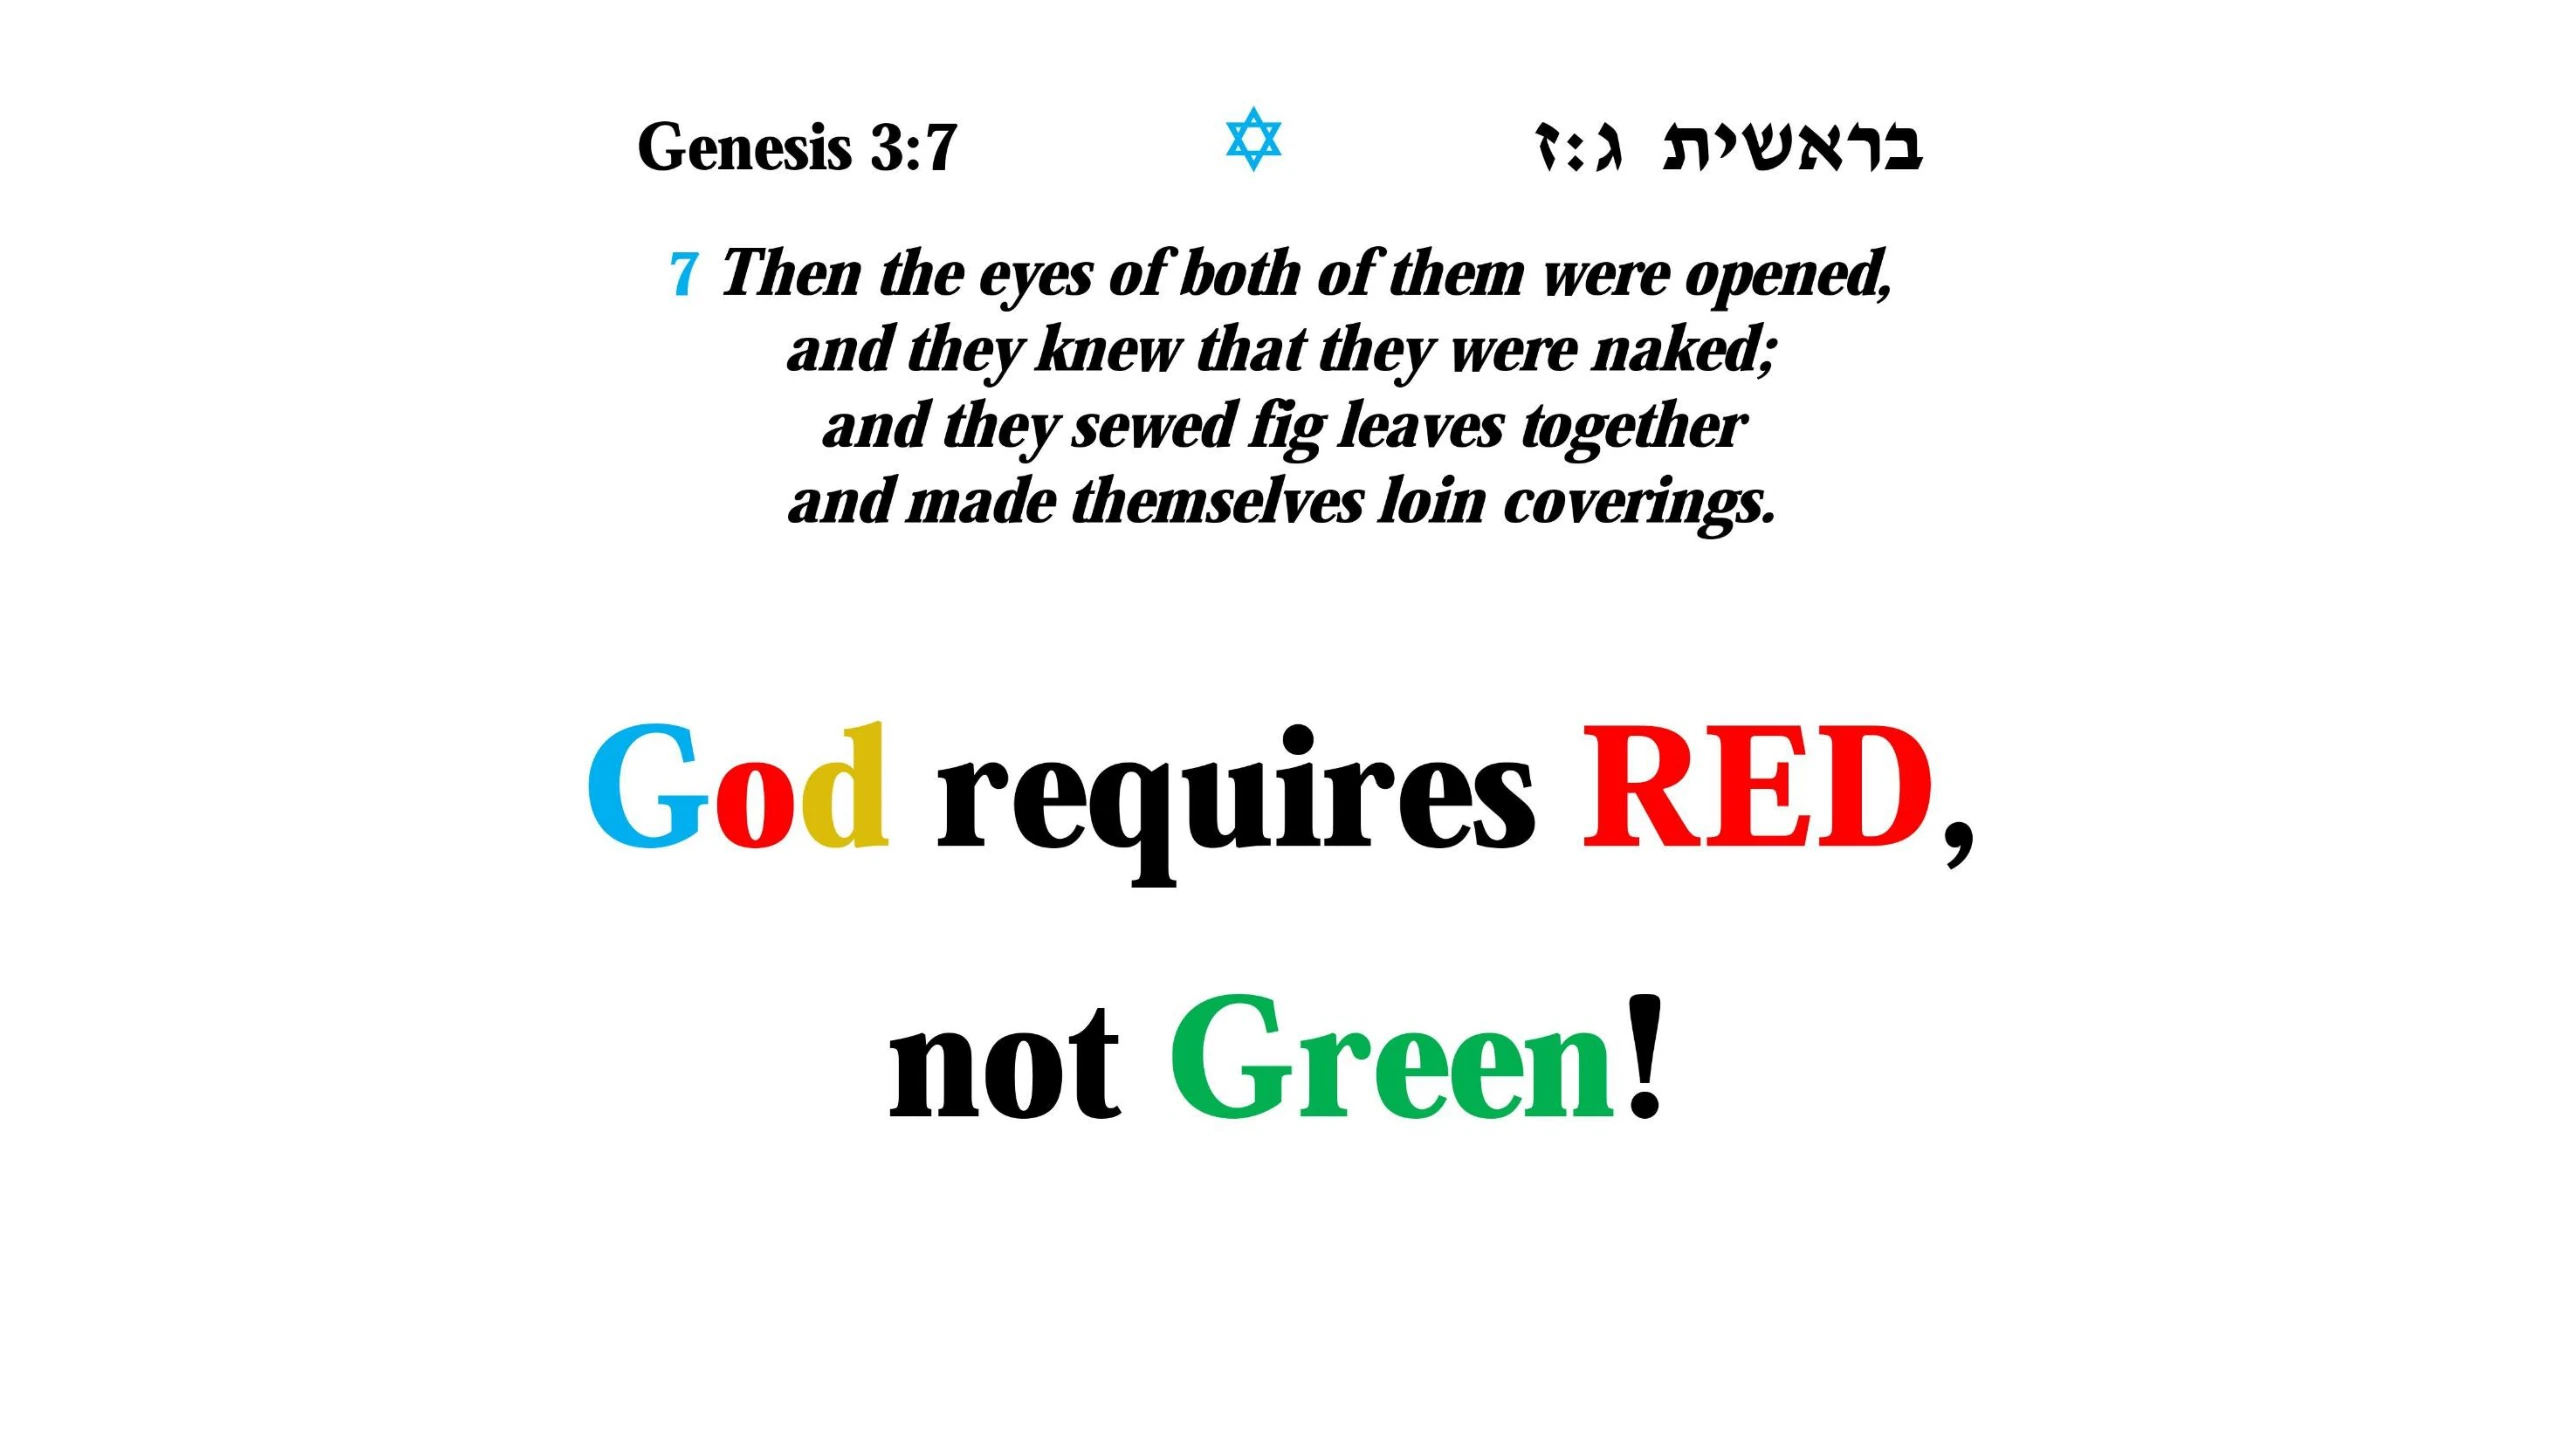 Genesis 3:7 ✡ בראשית ג:ז
7 Then the eyes of both of them were opened,
and they knew that they were naked;
and they sewed fig leaves together
and made themselves loin coverings.
God requires RED,
not Green!